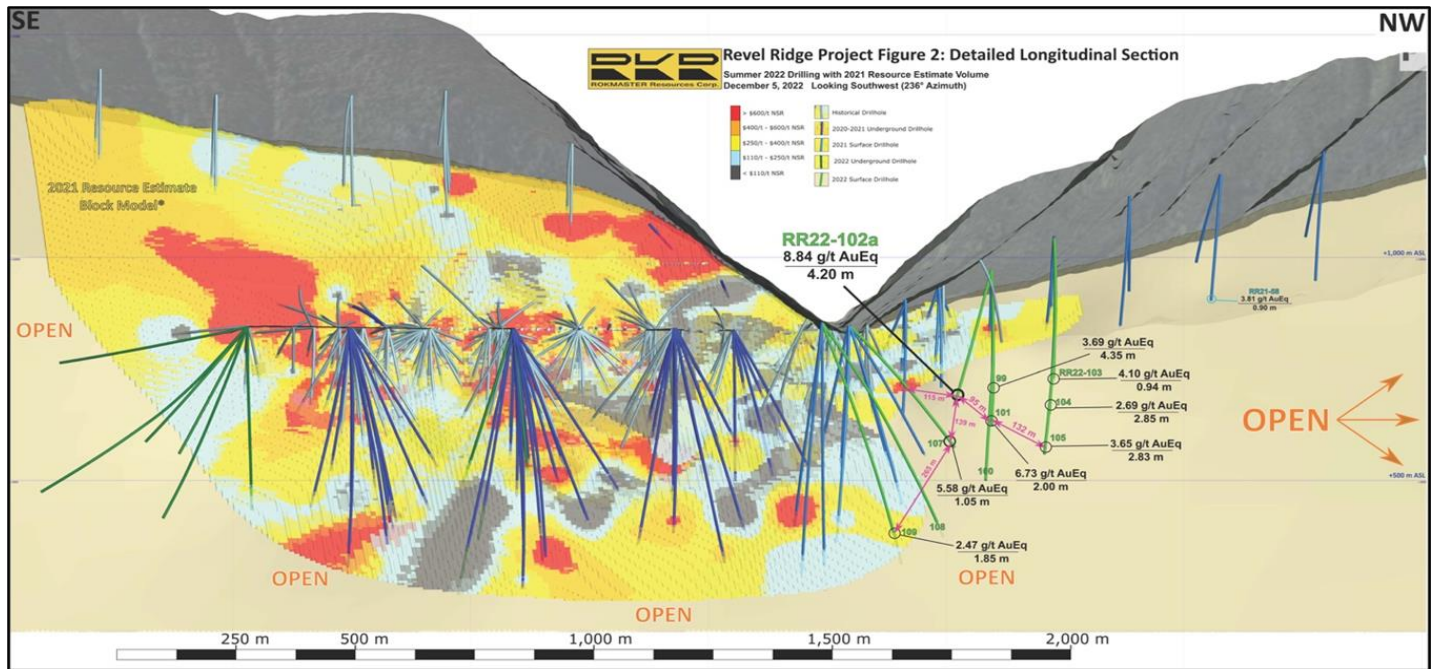 SE
NW
RKR
ROKMASTER Resources Corp.
Revel Ridge Project Figure 2: Detailed Longitudinal Section
Summer 2022 Drilling with 2021 Resource Estimate Volume
December 5, 2022 Looking Southwest (236° Azimuth)
> $600/t NSR
$400/t - $600/t NSR
$250/t - $400/t NSR
$110/t - $250/t NSR
< $110/t NSR
Historical Drillhole
2020-2021 Underground Drillhole
2021 Surface Drillhole
2022 Underground Drillhole
2022 Surface Drillhole
2021 Resource Estimate
Block Model*
RR22-102a
8.84 g/t AuEq
4.20 m
+1,000 m ASL
RR21-88
3.81 g/t AuEq
0.90 m
OPEN
3.69 g/t AuEq
4.35 m
99
RR22-103
4.10 g/t AuEq
0.94 m
104
2.69 g/t AuEq
2.85 m
OPEN
115 m
95 m
139 m
101
132 m
105
3.65 g/t AuEq
2.83 m
107
100
6.73 g/t AuEq
2.00 m
+500 m ASL
5.58 g/t AuEq
1.05 m
265 m
108
109
2.47 g/t AuEq
1.85 m
OPEN
OPEN
OPEN
250 m
500 m
1,000 m
1,500 m
2,000 m